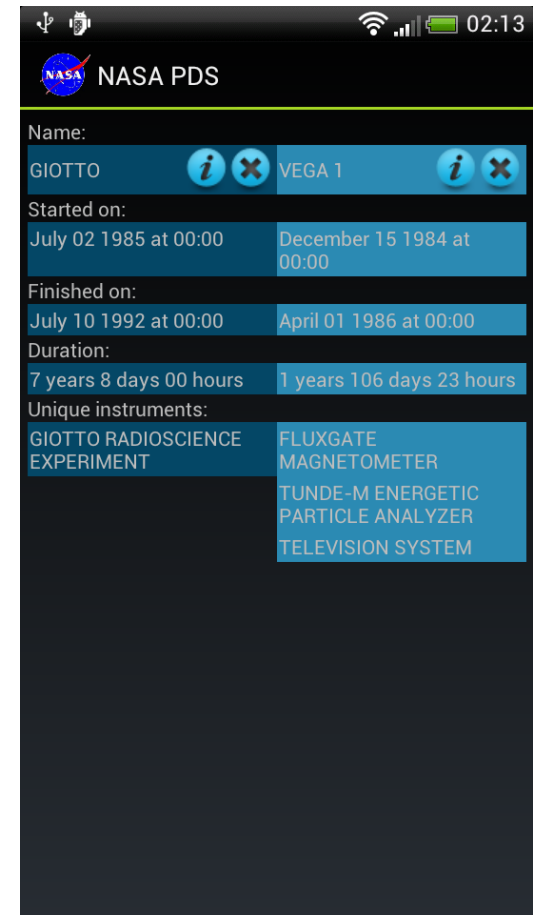 02:13
NASA NASA PDS
Name:
GIOTTO
VEGA 1
Started on:
July 02 1985 at 00:00
December 15 1984 at
00:00
Finished on:
July 10 1992 at 00:00
April 01 1986 at 00:00
Duration:
7 years 8 days 00 hours
1 years 106 days 23 hours
Unique instruments:
GIOTTO RADIOSCIENCE
EXPERIMENT
FLUXGATE
MAGNETOMETER
TUNDE-M ENERGETIC
PARTICLE ANALYZER
TELEVISION SYSTEM